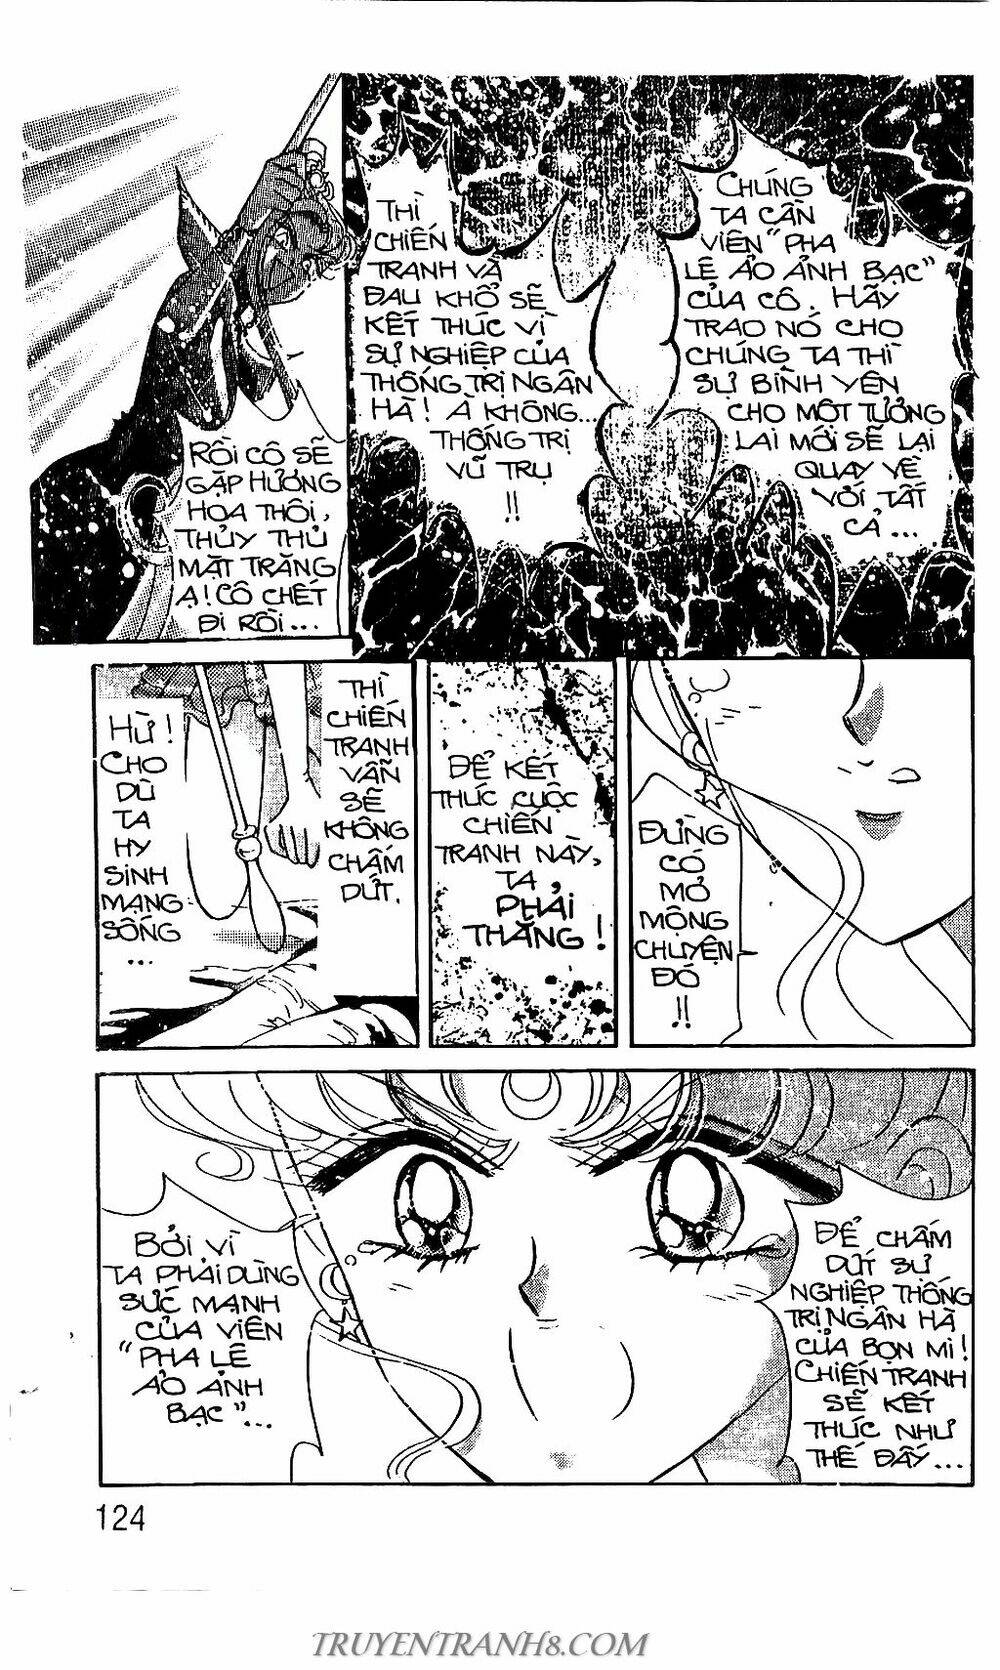 CHÚNG
TA CẦN
VIÊN "PHA
LÊ ẢO ẢNH BẠC"
CỦA CÔ. HÃY
TRAO NÓ CHO
CHÚNG TA THÌ
SỰ BÌNH YÊN
CHO MỘT TƯƠNG
LAI MỚI SẼ LẠI
QUAY VỀ
VỚI TẤT
CẢ...
THÌ
CHIẾN
TRANH VÀ
ĐAU KHỔ SẼ
KẾT THÚC VÌ
SỰ NGHIỆP CỦA
THỐNG TRỊ NGÂN
HÀ! À KHÔNG...
THỐNG TRỊ
VŨ TRỤ
!!
RỒI CÔ SẼ
GẶP HƯƠNG
HOA THÔI,
THỦY THỦ
MẶT TRĂNG
Ạ! CÔ CHẾT
ĐI RỒI...
ĐỪNG
CÓ
MỎ
MỘNG
CHUYỆN
ĐÓ
!!
ĐỂ KẾT
THÚC CUỘC
CHIẾN
TRANH NÀY,
TA
PHẢI
THẮNG!
THÌ
CHIẾN
TRANH
VẪN
SẼ
KHÔNG
CHẤM
DỨT.
HỪ!
CHO
DÙ
TA
HY
SINH
MẠNG
SỐNG
...
ĐỂ CHẤM
DỨT SỰ
NGHIỆP THỐNG
TRỊ NGÂN HÀ
CỦA BỌN MI!
CHIẾN TRANH
SẼ KẾT
THÚC NHƯ
THẾ ĐẤY...
BỞI VÌ
TA PHẢI DÙNG
SỨC MẠNH
CỦA VIÊN
"PHA LÊ
ẢO ẢNH
BẠC"...
124
TRUYENTRANH8.COM